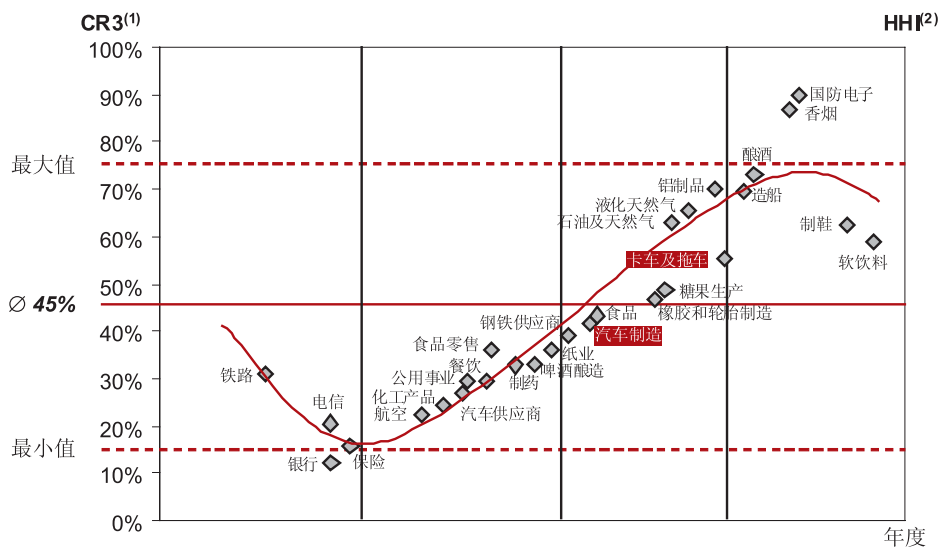 CR3(1)
HHI(2)
100%
90%
国防电子
香烟
80%
最大值
酿酒
70%
铝制品
造船
液化天然气
石油及天然气
制鞋
60%
卡车及拖车
软饮料
50%
糖果生产
Ø 45%
食品
橡胶和轮胎制造
钢铁供应商
汽车制造
40%
食品零售
纸业
餐饮
啤酒酿造
公用事业
制药
铁路
30%
化工产品
电信
航空
汽车供应商
20%
最小值
银行
保险
10%
0%
年度